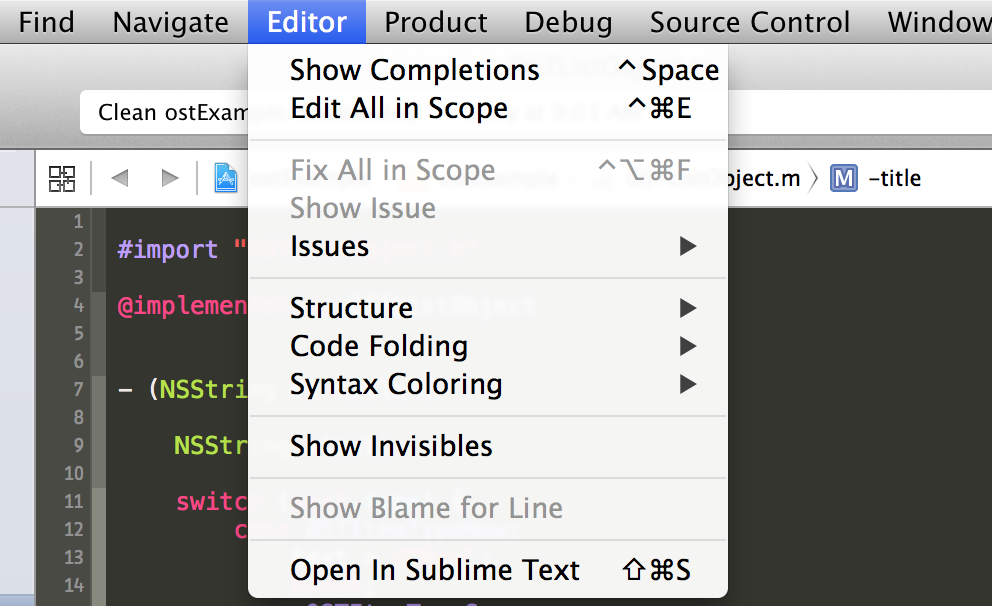 Find Navigate Editor Product Debug Source Control Window
Show Completions ^Space
Edit All in Scope ^⌘E
Clean ostExam
Fix All in Scope ^⌥⌘F
Show Issue
Issues ▶
bject.m M -title
Structure ▶
Code Folding ▶
Syntax Coloring ▶
Show Invisibles
Show Blame for Line
Open In Sublime Text ⇧⌘S
1
2 #import "
3
4 @implemen
5
6
7 - (NSStri
8
9 NSStr
10
11 switc
12 c
13
14